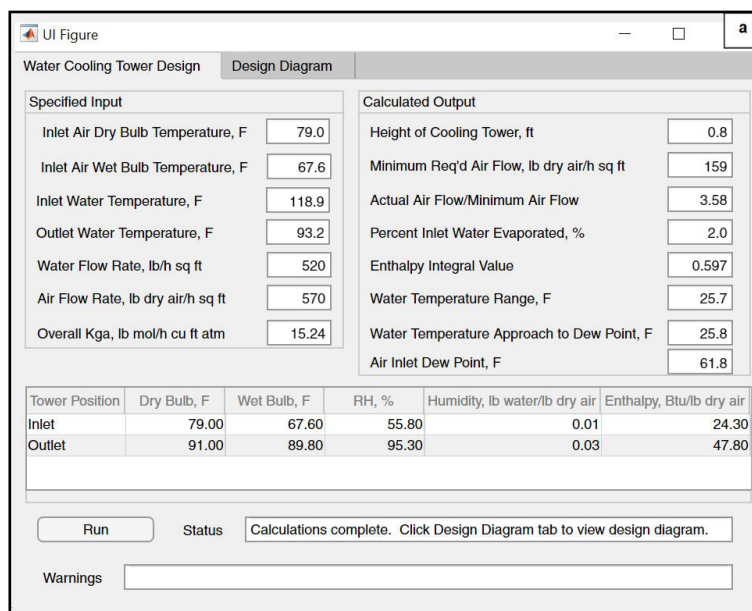 UI Figure
a
Water Cooling Tower Design Design Diagram
Specified Input
Inlet Air Dry Bulb Temperature, F 79.0
Inlet Air Wet Bulb Temperature, F 67.6
Inlet Water Temperature, F 118.9
Outlet Water Temperature, F 93.2
Water Flow Rate, lb/h sq ft 520
Air Flow Rate, lb dry air/h sq ft 570
Overall Kga, lb mol/h cu ft atm 15.24
Calculated Output
Height of Cooling Tower, ft 0.8
Minimum Req'd Air Flow, lb dry air/h sq ft 159
Actual Air Flow/Minimum Air Flow 3.58
Percent Inlet Water Evaporated, % 2.0
Enthalpy Integral Value 0.597
Water Temperature Range, F 25.7
Water Temperature Approach to Dew Point, F 25.8
Air Inlet Dew Point, F 61.8
Tower Position Dry Bulb, F Wet Bulb, F RH, % Humidity, lb water/lb dry air Enthalpy, Btu/lb dry air
Inlet 79.00 67.60 55.80 0.01 24.30
Outlet 91.00 89.80 95.30 0.03 47.80
Run Status Calculations complete. Click Design Diagram tab to view design diagram.
Warnings